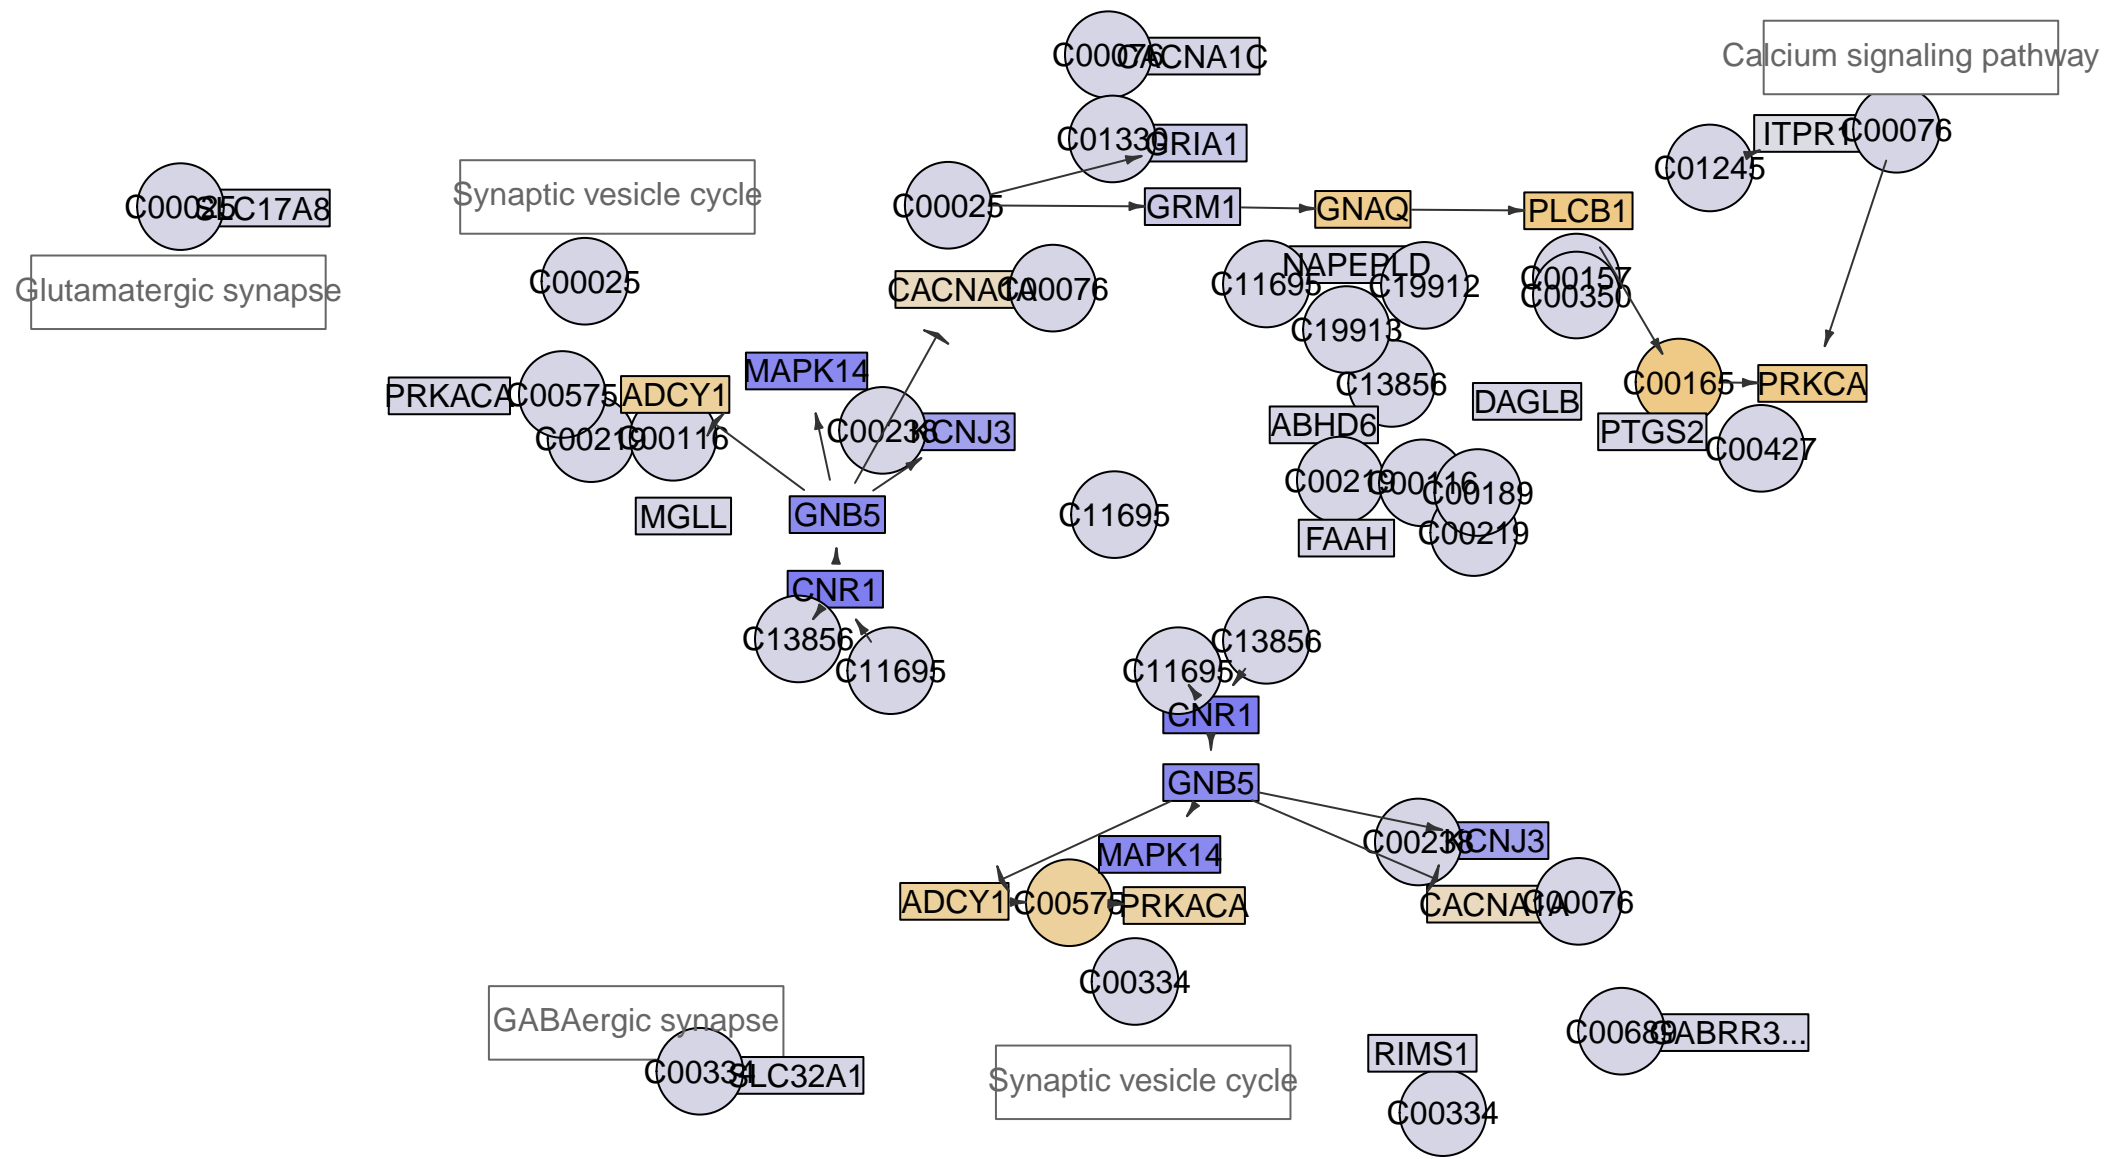 C00076
CACNA1C
Calcium signaling pathway
C01330
GRIA1
ITPR1
C00076
C01245
C00025
SLC17A8
Synaptic vesicle cycle
C00025
GRM1
GNAQ
PLCB1
Glutamatergic synapse
C00025
CACNA1A
C00076
C11695
NAPEPLD
C19912
C00157
C00350
C19913
MAPK14
PRKACA
C00575
ADCY1
C13856
DAGLB
C00165
PRKCA
C00219
C00116
C00238
KCNJ3
ABHD6
PTGS2
C00427
C00219
C00116
C00189
MGLL
GNB5
C11695
FAAH
C00219
CNR1
C13856
C11695
C13856
C11695
CNR1
GNB5
MAPK14
C00238
KCNJ3
ADCY1
C00575
PRKACA
CACNA1A
C00076
C00334
GABAergic synapse
C00689
GABRR3...
RIMS1
C00334
SLC32A1
Synaptic vesicle cycle
C00334